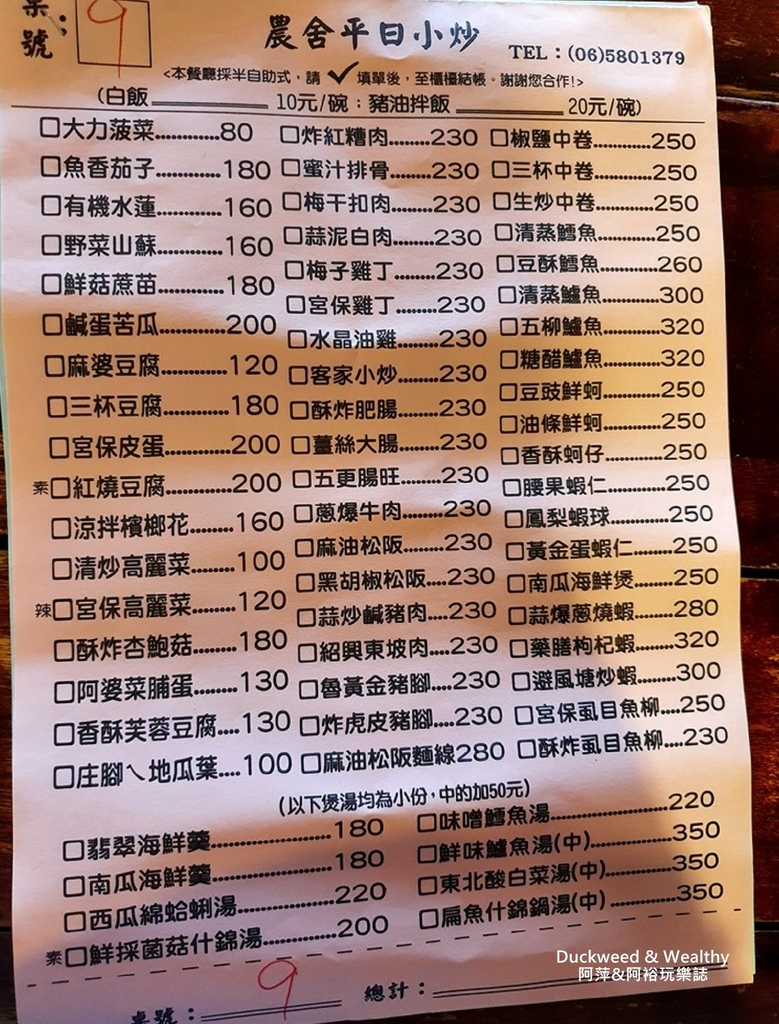 桌號：
9
農舍平日小炒 TEL：(06)5801379
<本餐廳採半自助式，請✓填單後，至櫃檯結帳。謝謝您合作!>
(白飯 10元/碗；豬油拌飯 20元/碗)
□大力菠菜............80
□魚香茄子............180
□有機水蓮............160
□野菜山蘇............160
□鮮菇蔗苗............180
□鹹蛋苦瓜............200
□麻婆豆腐............120
□三杯豆腐............180
□宮保皮蛋............200
素□紅燒豆腐............200
□涼拌檳榔花.........160
□清炒高麗菜.........100
辣□宮保高麗菜.........120
□酥炸杏鮑菇.........180
□阿婆菜脯蛋.........130
□香酥芙蓉豆腐....130
□庄腳ㄟ地瓜葉....100
□炸紅糟肉.........230
□蜜汁排骨.........230
□梅干扣肉.........230
□蒜泥白肉.........230
□梅子雞丁.........230
□宮保雞丁.........230
□水晶油雞.........230
□客家小炒.........230
□酥炸肥腸.........230
□薑絲大腸.........230
□五更腸旺.........230
□蔥爆牛肉.........230
□麻油松阪.........230
□黑胡椒松阪.....230
□蒜炒鹹豬肉.....230
□紹興東坡肉.....230
□魯黃金豬腳.....230
□炸虎皮豬腳.....230
□麻油松阪麵線280
□椒鹽中卷............250
□三杯中卷............250
□生炒中卷............250
□清蒸鱈魚............250
□豆酥鱈魚............260
□清蒸鱸魚............300
□五柳鱸魚............320
□糖醋鱸魚............320
□豆豉鮮蚵............250
□油條鮮蚵............250
□香酥蚵仔............250
□腰果蝦仁............250
□鳳梨蝦球............250
□黃金蛋蝦仁.........250
□南瓜海鮮煲.........250
□蒜爆蔥燒蝦.........280
□藥膳枸杞蝦.........320
□避風塘炒蝦.........300
□宮保虱目魚柳....250
□酥炸虱目魚柳....230
(以下煲湯均為小份，中的加50元)
□翡翠海鮮羹..................180
□南瓜海鮮羹..................180
□西瓜綿蛤蜊湯...............220
素□鮮採菌菇什錦湯............200
□味噌鱈魚湯..................220
□鮮味鱸魚湯(中)............350
□東北酸白菜湯(中).........350
□扁魚什錦鍋湯(中).........350
9
桌號： 總計：
Duckweed & Wealthy
阿萍&阿裕玩樂誌